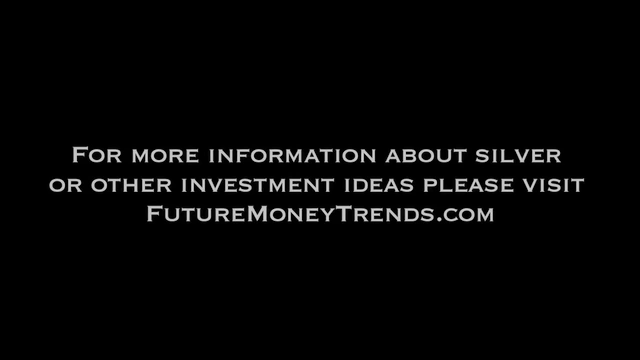 For more information about silver
or other investment ideas please visit
FutureMoneyTrends.com